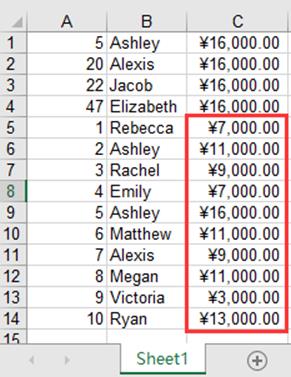 A B C
1 5 Ashley ¥16,000.00
2 20 Alexis ¥16,000.00
3 22 Jacob ¥16,000.00
4 47 Elizabeth ¥16,000.00
5 1 Rebecca ¥7,000.00
6 2 Ashley ¥11,000.00
7 3 Rachel ¥9,000.00
8 4 Emily ¥7,000.00
9 5 Ashley ¥16,000.00
10 6 Matthew ¥11,000.00
11 7 Alexis ¥9,000.00
12 8 Megan ¥11,000.00
13 9 Victoria ¥3,000.00
14 10 Ryan ¥13,000.00
15
Sheet1